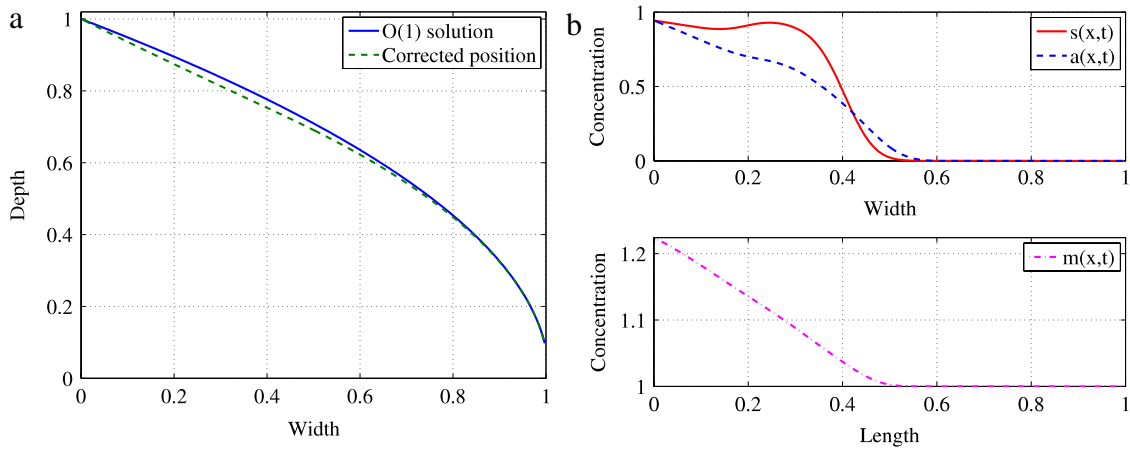 a
O(1) solution
Corrected position
1
0.8
0.6
0.4
0.2
0
Depth
0 0.2 0.4 0.6 0.8 1
Width
b
s(x,t)
a(x,t)
1
0.5
0
Concentration
0 0.2 0.4 0.6 0.8 1
Width
m(x,t)
1.2
1.1
1
Concentration
0 0.2 0.4 0.6 0.8 1
Length